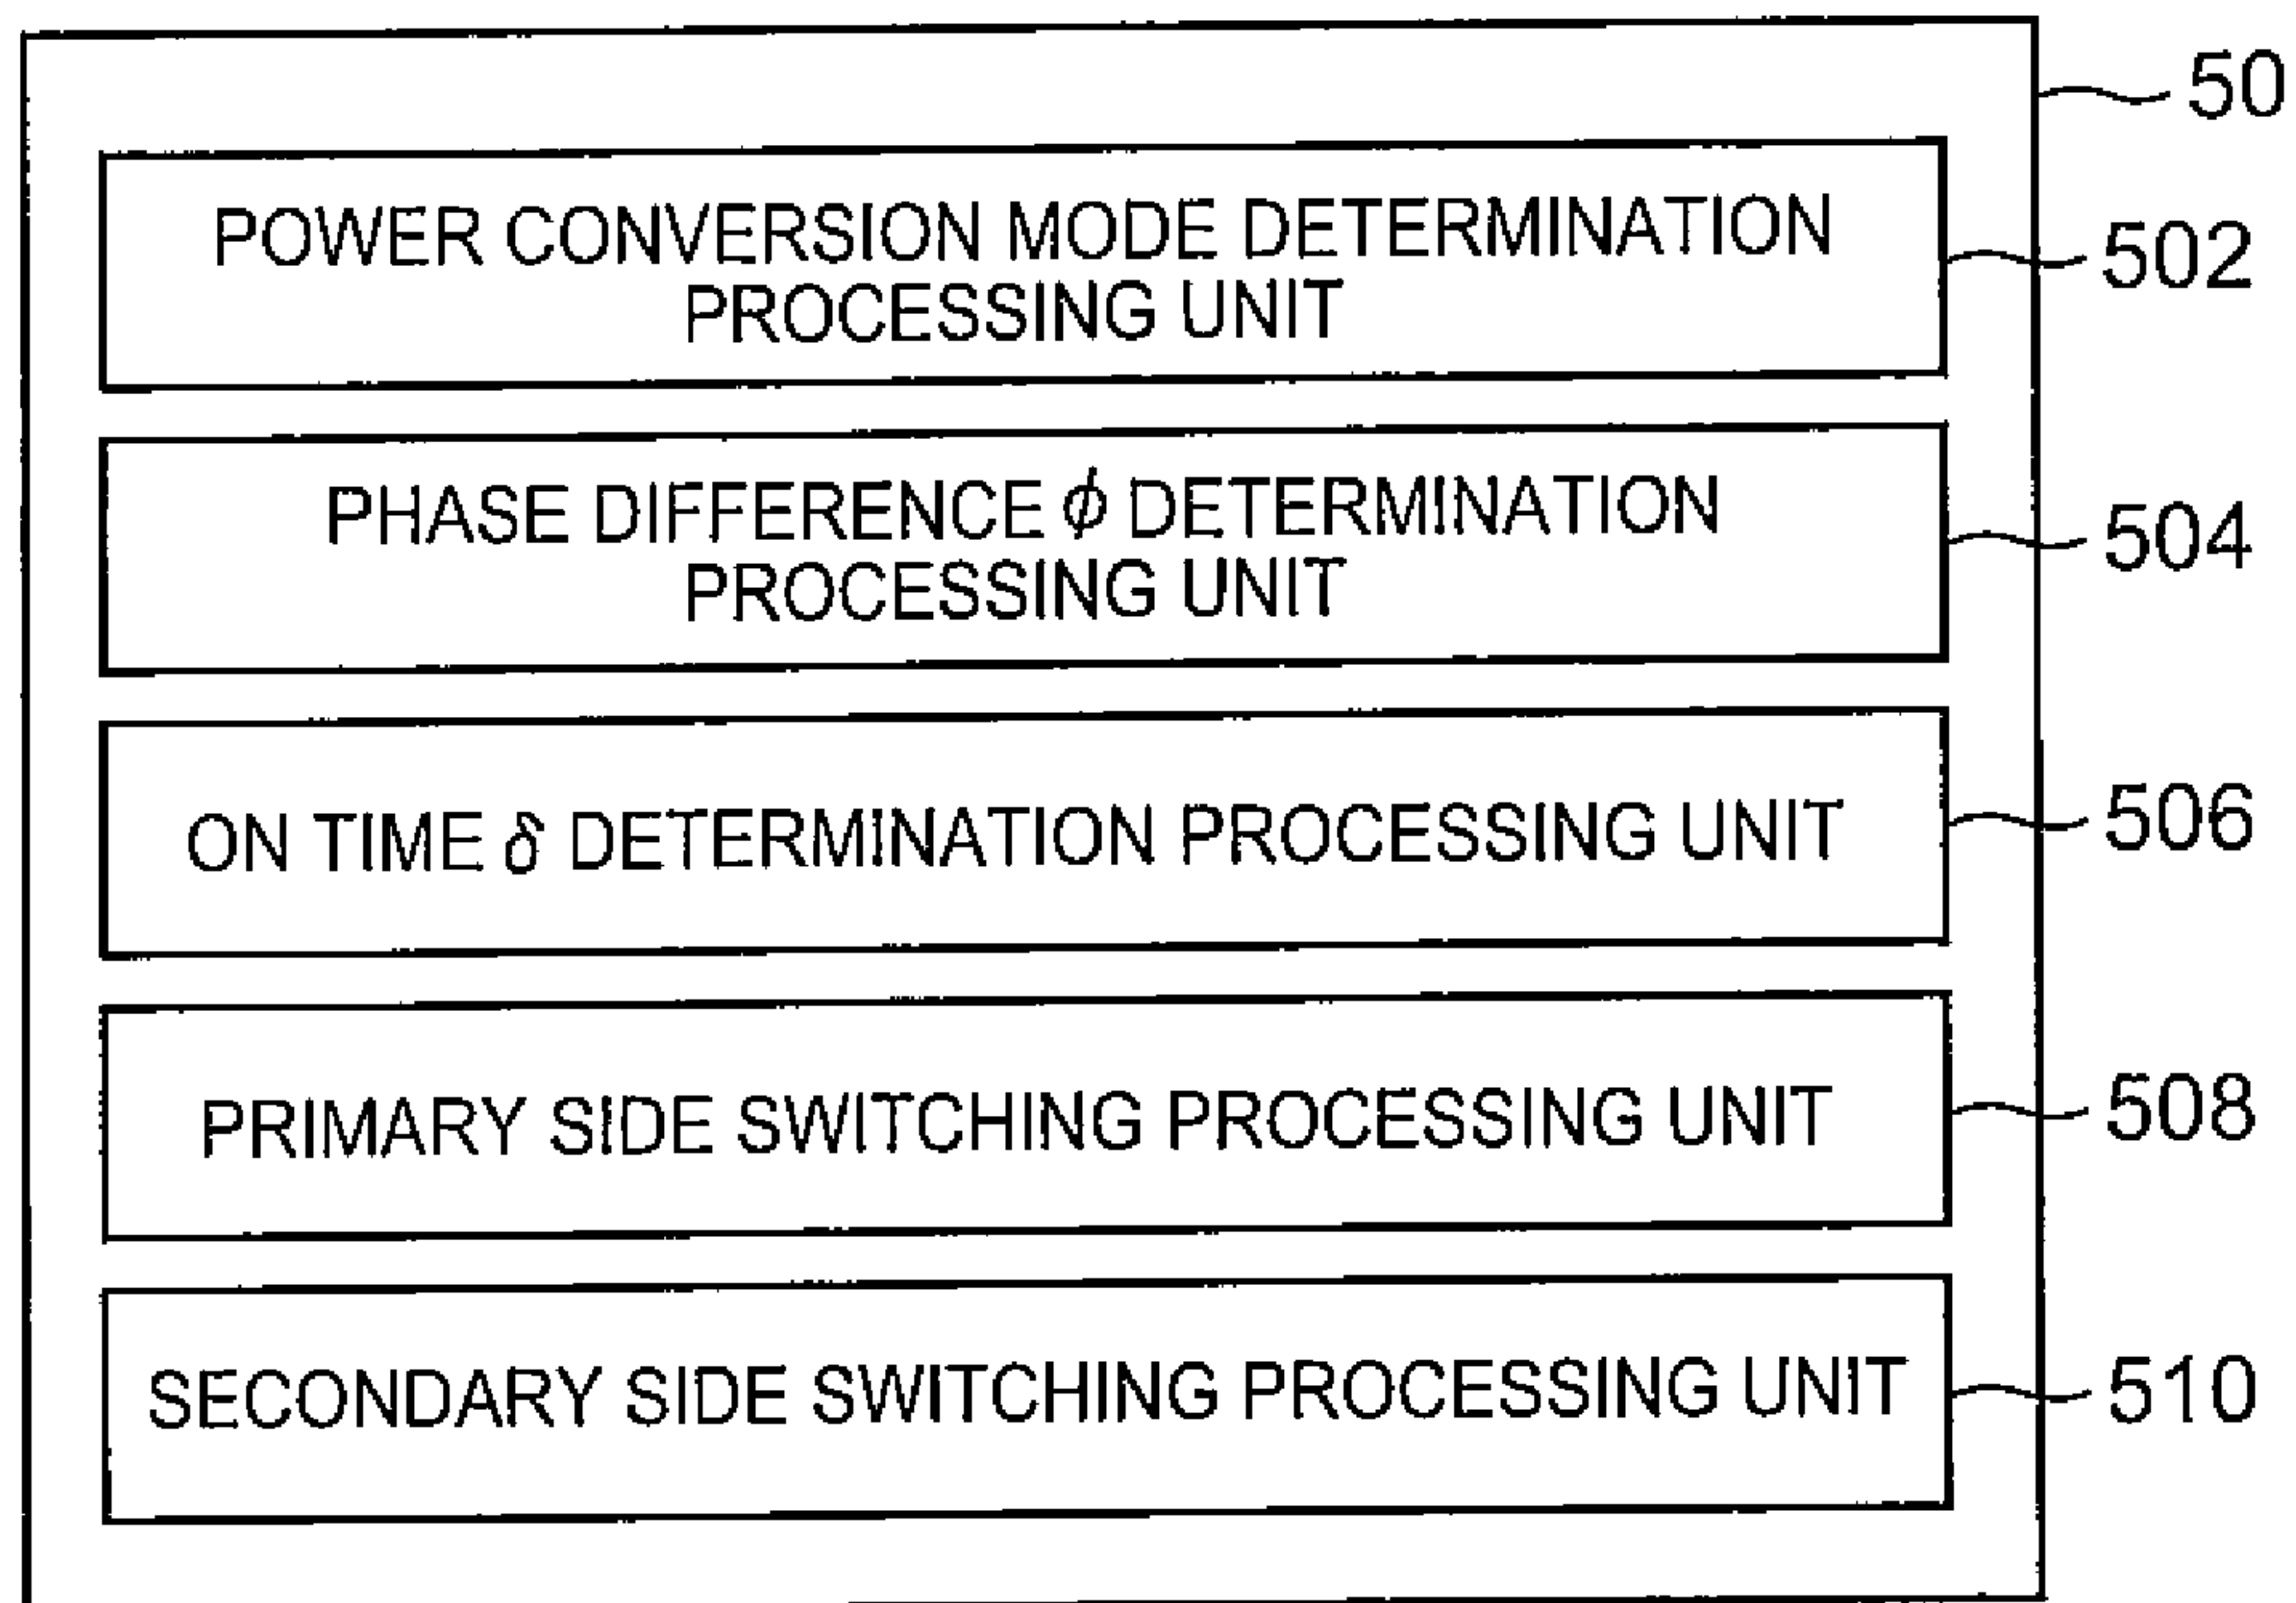 50
POWER CONVERSION MODE DETERMINATION
PROCESSING UNIT
502
PHASE DIFFERENCE ϕ DETERMINATION
PROCESSING UNIT
504
ON TIME δ DETERMINATION PROCESSING UNIT
506
PRIMARY SIDE SWITCHING PROCESSING UNIT
508
SECONDARY SIDE SWITCHING PROCESSING UNIT
510